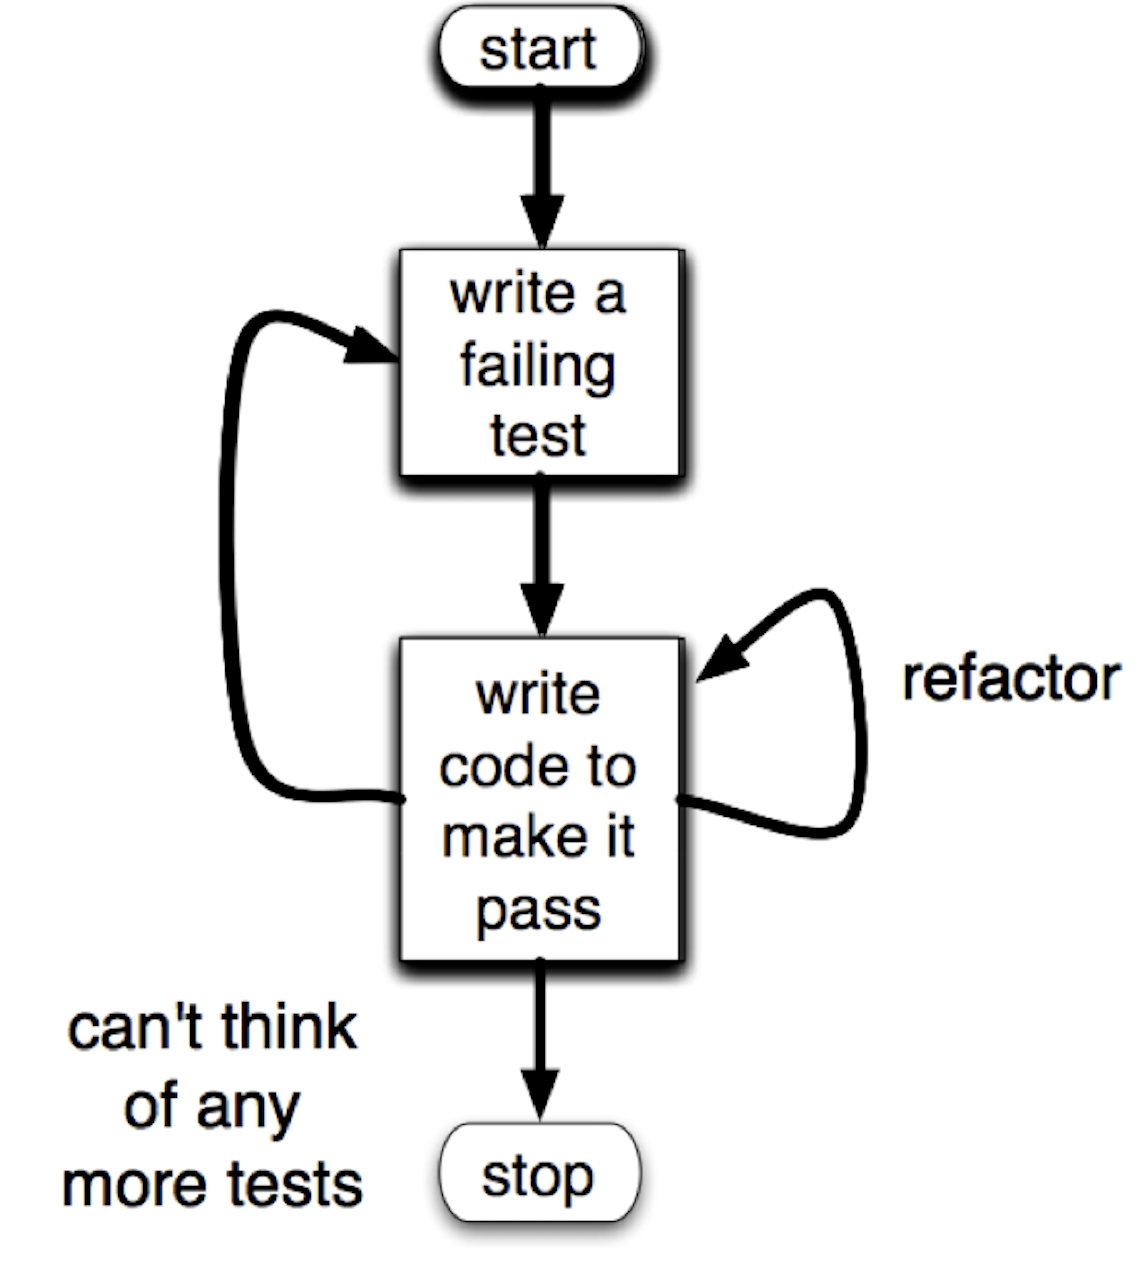 start
write a
failing
test
write
code to
make it
pass
refactor
can't think
of any
more tests
stop